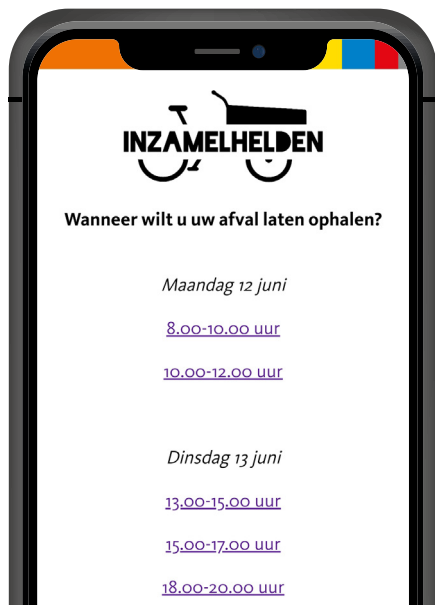 INZAMELHELDEN
Wanneer wilt u uw afval laten ophalen?
Maandag 12 juni
8.00-10.00 uur
10.00-12.00 uur
Dinsdag 13 juni
13.00-15.00 uur
15.00-17.00 uur
18.00-20.00 uur